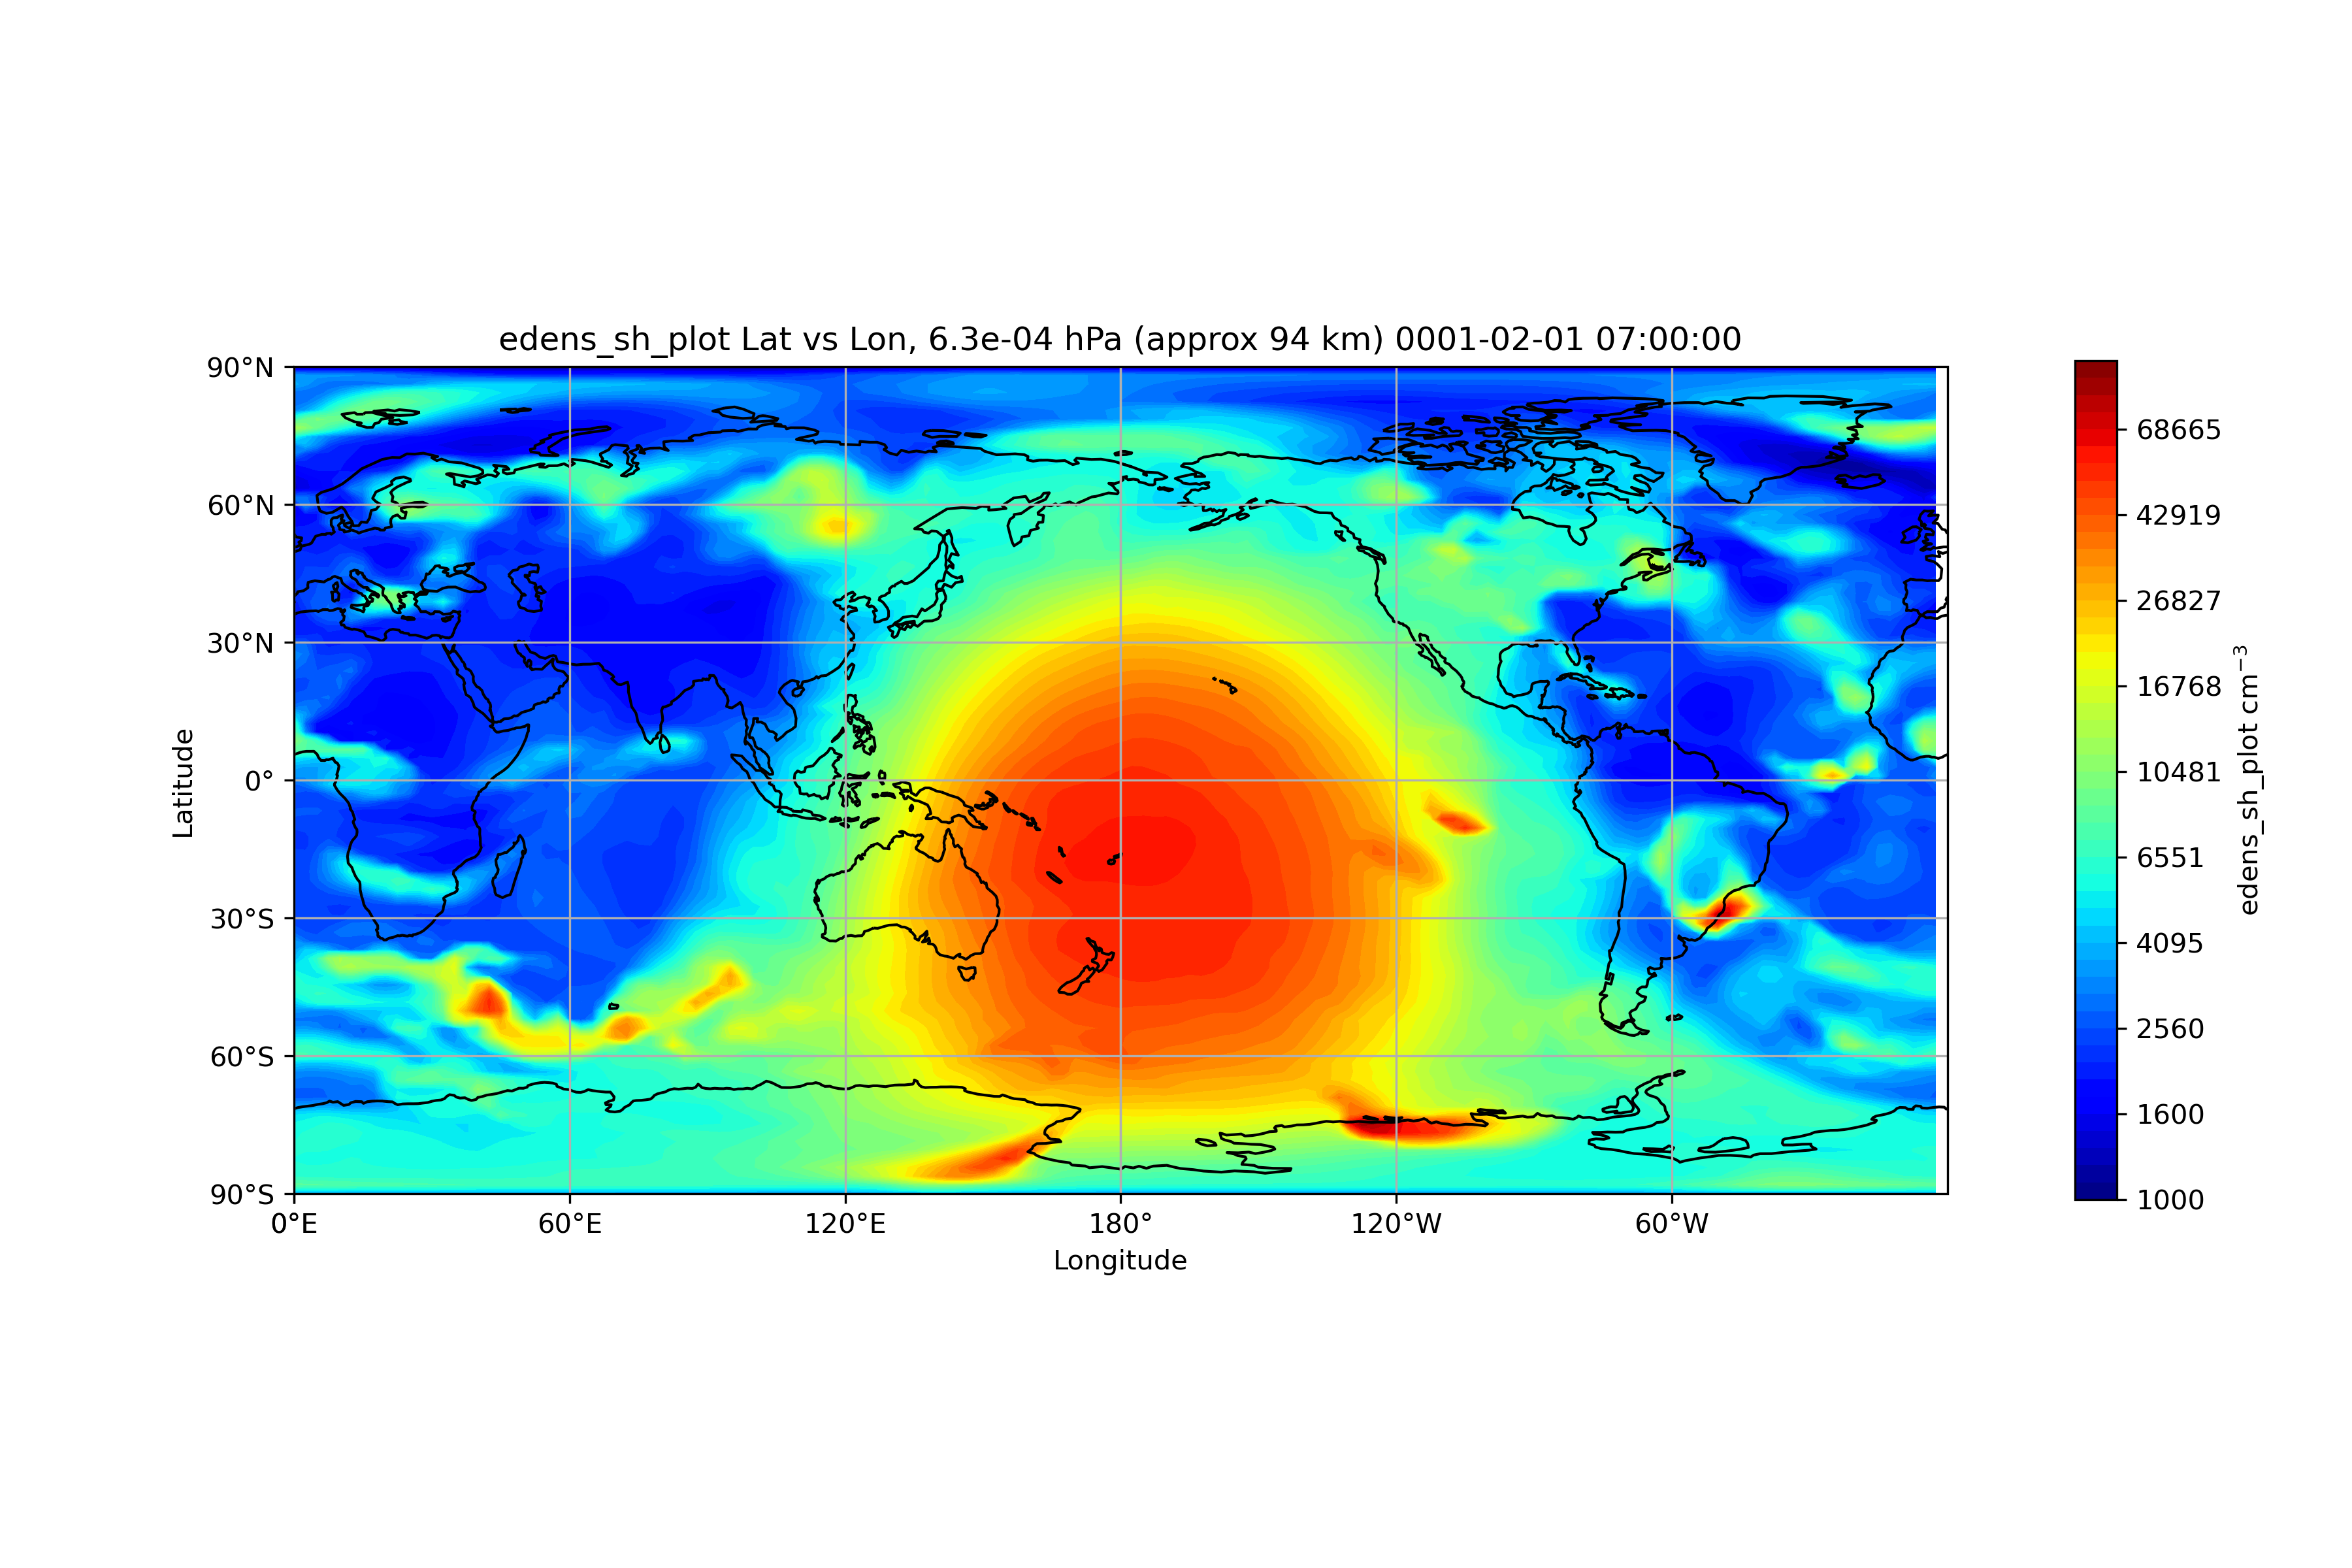 edens_sh_plot Lat vs Lon, 6.3e-04 hPa (approx 94 km) 0001-02-01 07:00:00
90°N
60°N
30°N
0°
30°S
60°S
90°S
Latitude
0°E
60°E
120°E
180°
120°W
60°W
Longitude
68665
42919
26827
16768
10481
6551
4095
2560
1600
1000
edens_sh_plot cm⁻³